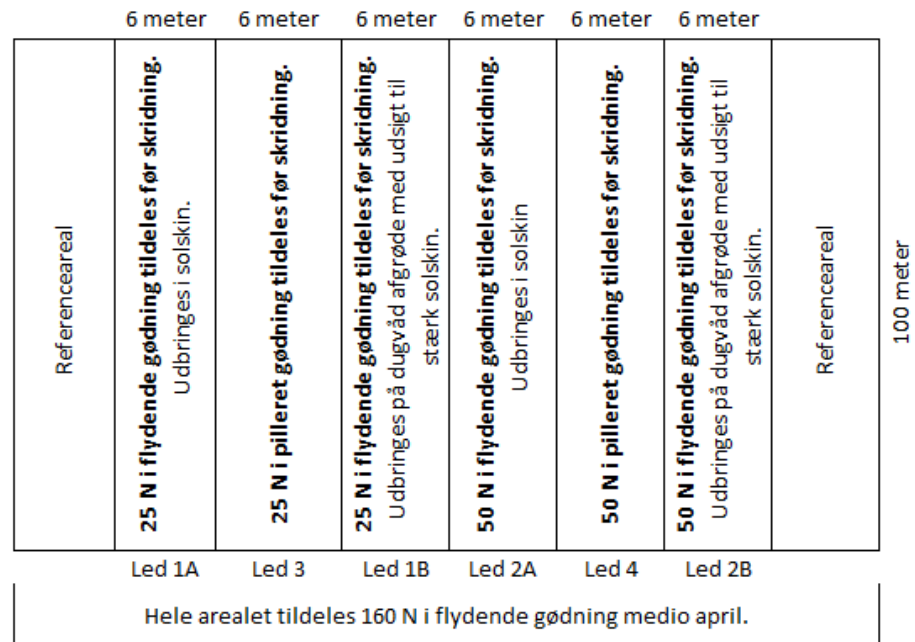 6 meter 6 meter 6 meter 6 meter 6 meter 6 meter
Referenceareal
25 N i flydende gødning tildeles før skridning.
Udbringes i solskin.
25 N i pilleret gødning tildeles før skridning.
25 N i flydende gødning tildeles før skridning.
Udbringes på dugvåd afgrøde med udsigt til
stærk solskin.
50 N i flydende gødning tildeles før skridning.
Udbringes i solskin
50 N i pilleret gødning tildeles før skridning.
50 N i flydende gødning tildeles før skridning.
Udbringes på dugvåd afgrøde med udsigt til
stærk solskin.
Referenceareal
100 meter
Led 1A Led 3 Led 1B Led 2A Led 4 Led 2B
Hele arealet tildeles 160 N i flydende gødning medio april.